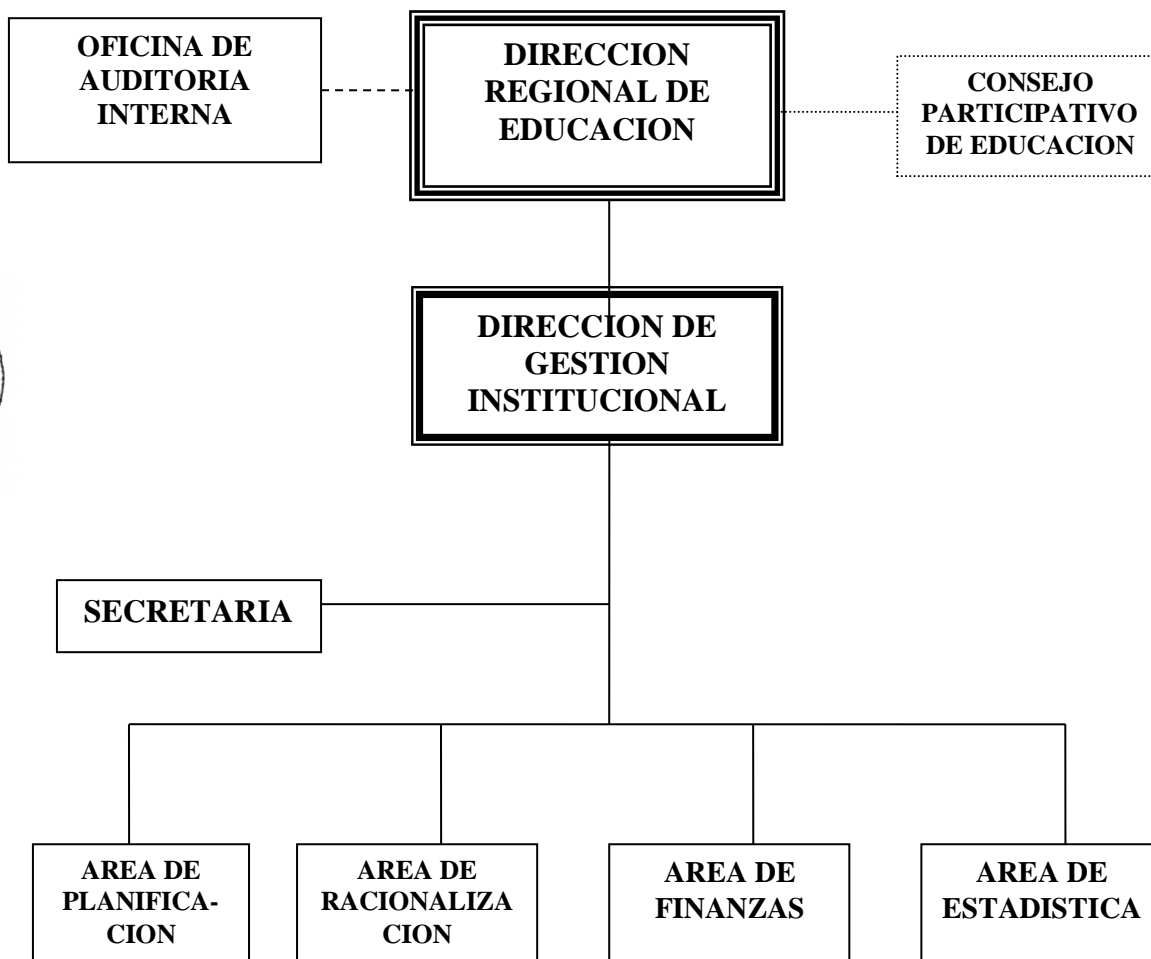 OFICINA DE
AUDITORIA
INTERNA
DIRECCION
REGIONAL DE
EDUCACION
CONSEJO
PARTICIPATIVO
DE EDUCACION
DIRECCION DE
GESTION
INSTITUCIONAL
SECRETARIA
AREA DE
PLANIFICA-
CION
AREA DE
RACIONALIZA
CION
AREA DE
FINANZAS
AREA DE
ESTADISTICA